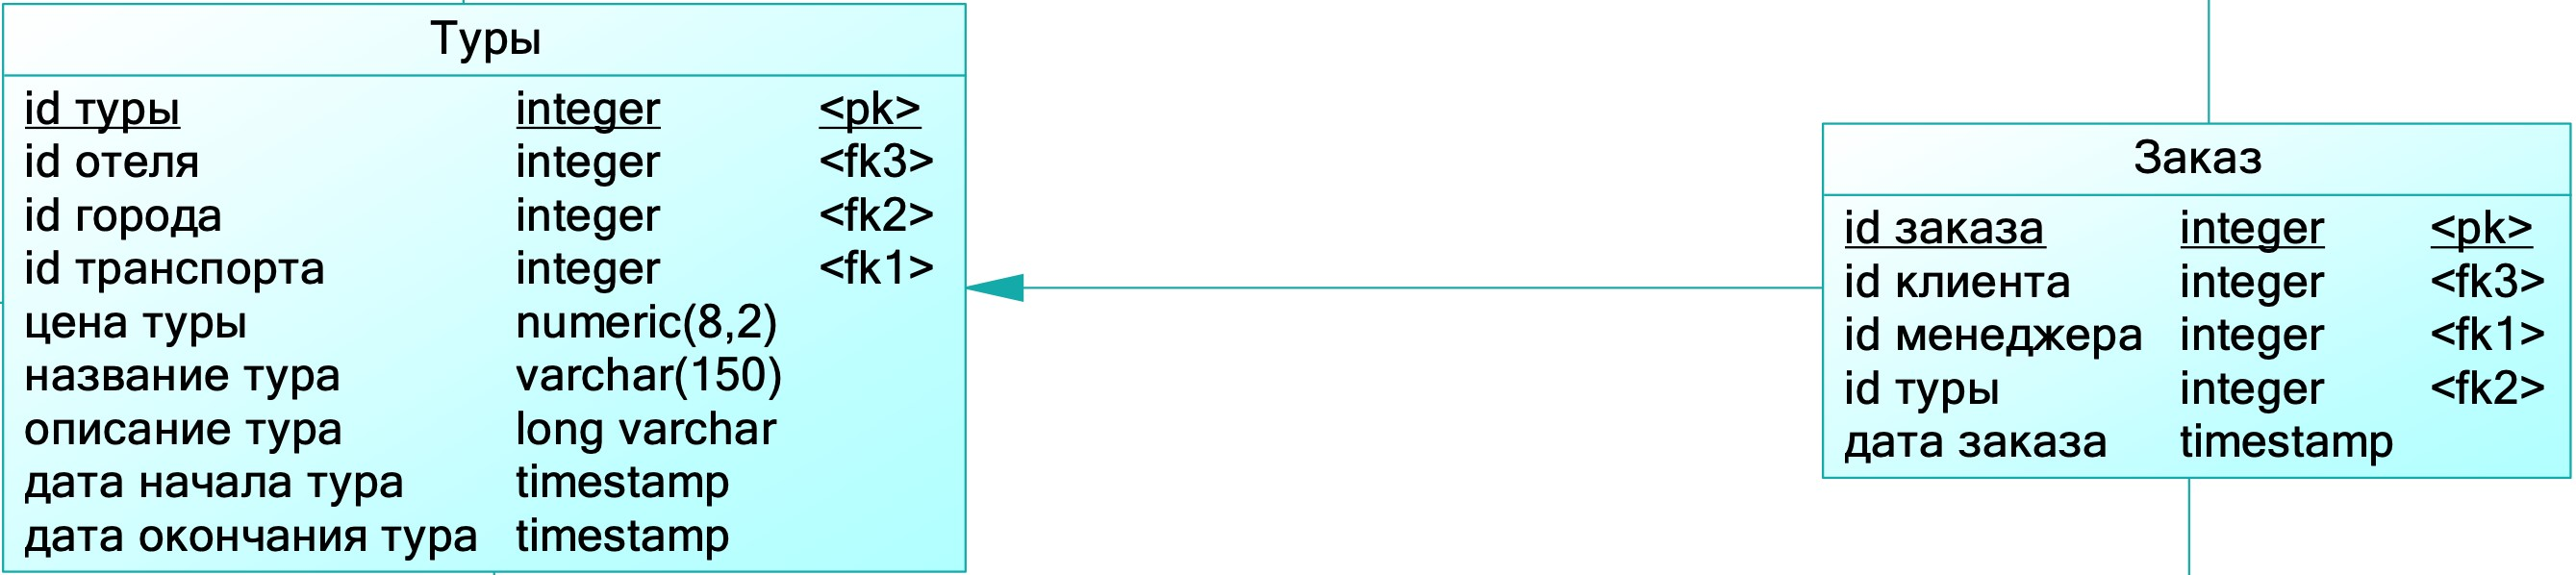 Туры
id туры integer <pk>
id отеля integer <fk3>
id города integer <fk2>
id транспорта integer <fk1>
цена туры numeric(8,2)
название тура varchar(150)
описание тура long varchar
дата начала тура timestamp
дата окончания тура timestamp
Заказ
id заказа integer <pk>
id клиента integer <fk3>
id менеджера integer <fk1>
id туры integer <fk2>
дата заказа timestamp